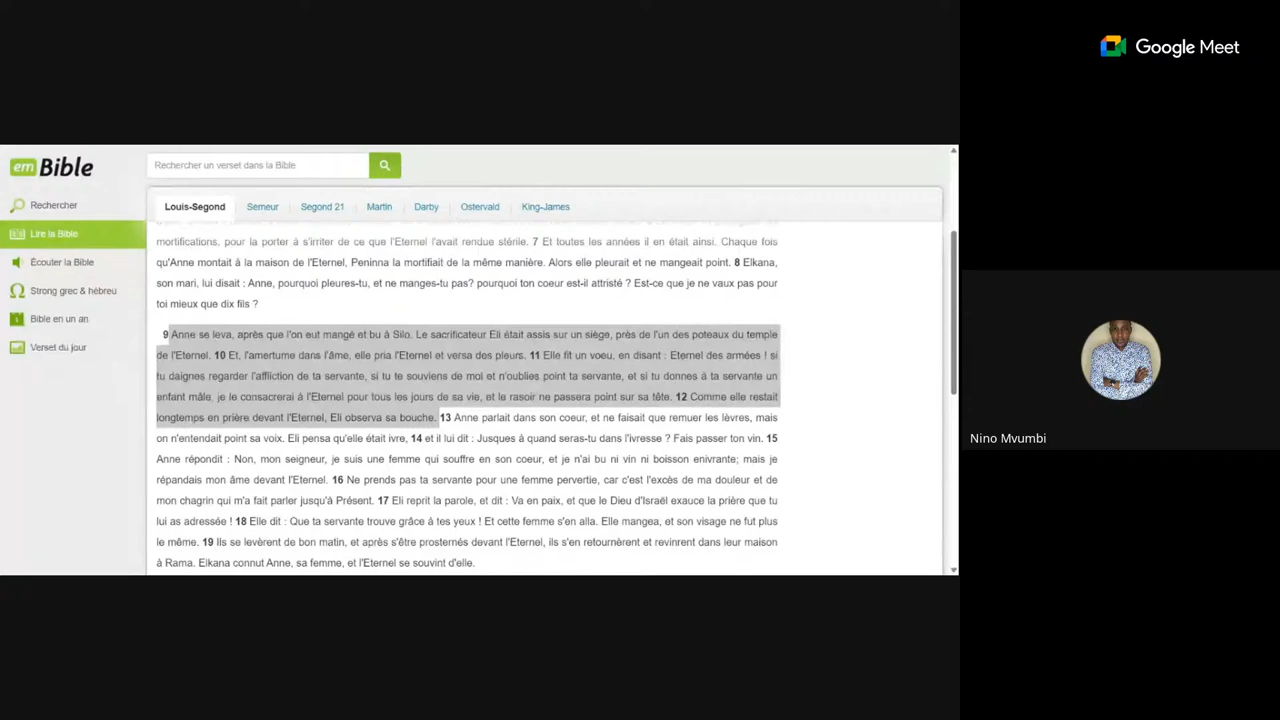 Google Meet
em Bible
Rechercher un verset dans la Bible
Rechercher
Lire la Bible
Écouter la Bible
Strong grec & hébreu
Bible en un an
Verset du jour
Louis-Segond
Semeur
Segond 21
Martin
Darby
Ostervald
King-James
mortifications, pour la porter à s'irriter de ce que l'Eternel l'avait rendue stérile. 7 Et toutes les années il en était ainsi. Chaque fois
qu'Anne montait à la maison de l'Eternel, Peninna la mortifiait de la même manière. Alors elle pleurait et ne mangeait point. 8 Elkana,
son mari, lui disait : Anne, pourquoi pleures-tu, et ne manges-tu pas? pourquoi ton coeur est-il attristé ? Est-ce que je ne vaux pas pour
toi mieux que dix fils ?
9 Anne se leva, après que l'on eut mangé et bu à Silo. Le sacrificateur Eli était assis sur un siège, près de l'un des poteaux du temple
de l'Eternel. 10 Et, l'amertume dans l'âme, elle pria l'Eternel et versa des pleurs. 11 Elle fit un voeu, en disant : Eternel des armées ! si
tu daignes regarder l'affliction de ta servante, si tu te souviens de moi et n'oublies point ta servante, et si tu donnes à ta servante un
enfant mâle, je le consacrerai à l'Eternel pour tous les jours de sa vie, et le rasoir ne passera point sur sa tête. 12 Comme elle restait
longtemps en prière devant l'Eternel, Eli observa sa bouche. 13 Anne parlait dans son coeur, et ne faisait que remuer les lèvres, mais
on n'entendait point sa voix. Eli pensa qu'elle était ivre, 14 et il lui dit : Jusques à quand seras-tu dans l'ivresse ? Fais passer ton vin. 15
Anne répondit : Non, mon seigneur, je suis une femme qui souffre en son coeur, et je n'ai bu ni vin ni boisson enivrante; mais je
répandais mon âme devant l'Eternel. 16 Ne prends pas ta servante pour une femme pervertie, car c'est l'excès de ma douleur et de
mon chagrin qui m'a fait parler jusqu'à Présent. 17 Eli reprit la parole, et dit : Va en paix, et que le Dieu d'Israël exauce la prière que tu
lui as adressée ! 18 Elle dit : Que ta servante trouve grâce à tes yeux ! Et cette femme s'en alla. Elle mangea, et son visage ne fut plus
le même. 19 Ils se levèrent de bon matin, et après s'être prosternés devant l'Eternel, ils s'en retournèrent et revinrent dans leur maison
à Rama. Elkana connut Anne, sa femme, et l'Eternel se souvint d'elle.
Nino Mvumbi